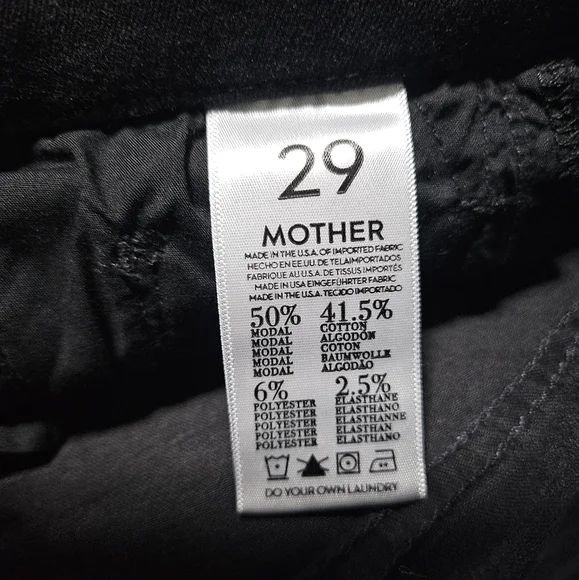 29
MOTHER
MADE IN THE U.S.A. OF IMPORTED FABRIC
HECHO EN EE.UU. DE TELA IMPORTADOS
FABRIQUE AU U.S.A. DE TISSUS IMPORTÉS
MADE IN USA EINGEFÜHRTER FABRIC
MADE IN THE U.S.A. TECIDO IMPORTADO
50% 41.5%
MODAL COTTON
MODAL ALGODÓN
MODAL COTON
MODAL BAUMWOLLE
MODAL ALGODÃO
6% 2.5%
POLYESTER ELASTHANE
POLYESTER ELASTHANO
POLYESTER ELASTHANNE
POLYESTER ELASTHAN
POLYESTER ELASTHANO
DO YOUR OWN LAUNDRY